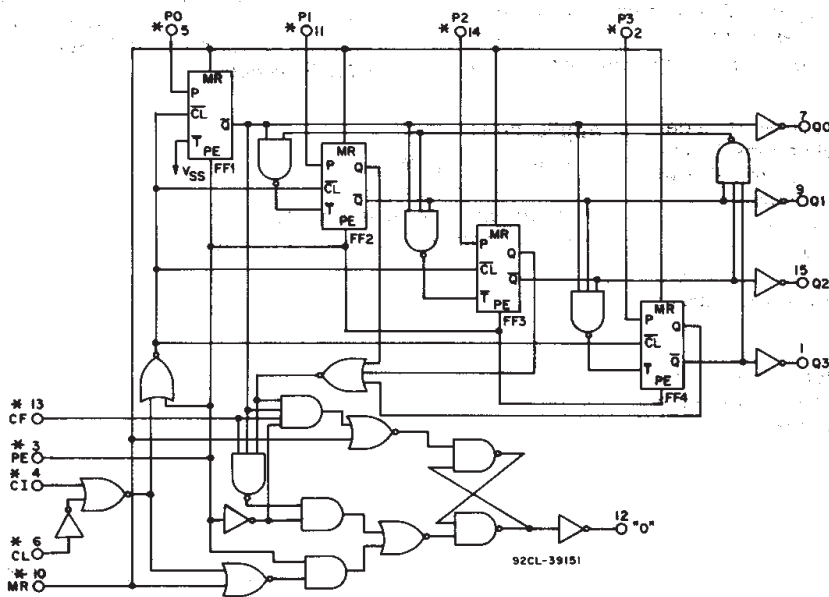 P0
* 5
P1
* 11
P2
* 14
P3
* 2
MR
P
CL
T
Q
PE
FF1
VSS
7
Q0
MR
P
Q
CL
T
Q
PE
FF2
9
Q1
MR
P
Q
CL
Q
T
PE
FF3
15
Q2
MR
P
Q
CL
Q
T
PE
FF4
1
Q3
* 13
CF
* 3
PE
* 4
CI
* 6
CL
* 10
MR
12
"0"
92CL-39151